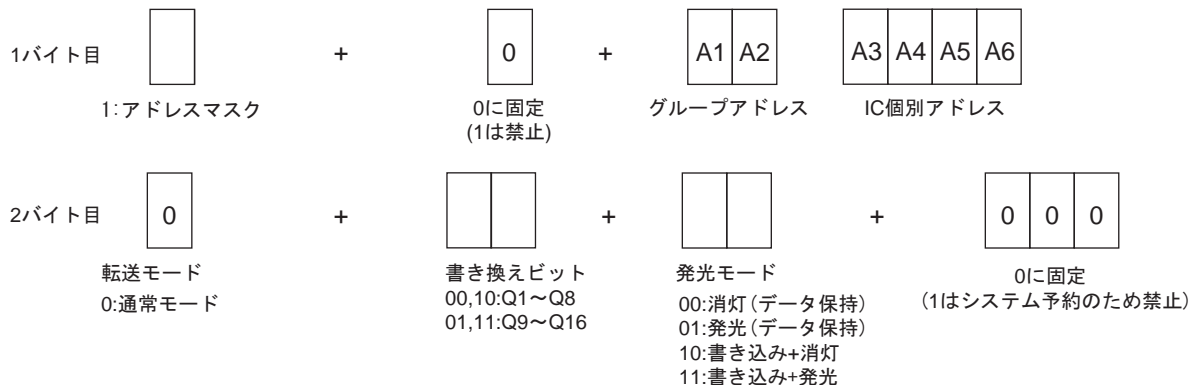 1バイト目 + 0 + A1 A2 A3 A4 A5 A6
1:アドレスマスク 0に固定 グループアドレス IC個別アドレス
(1は禁止)
2バイト目 0 + + + 0 0 0
転送モード 書き換えビット 発光モード 0に固定
0:通常モード 00,10:Q1〜Q8 00:消灯(データ保持) (1はシステム予約のため禁止)
01,11:Q9〜Q16 01:発光(データ保持)
10:書き込み+消灯
11:書き込み+発光